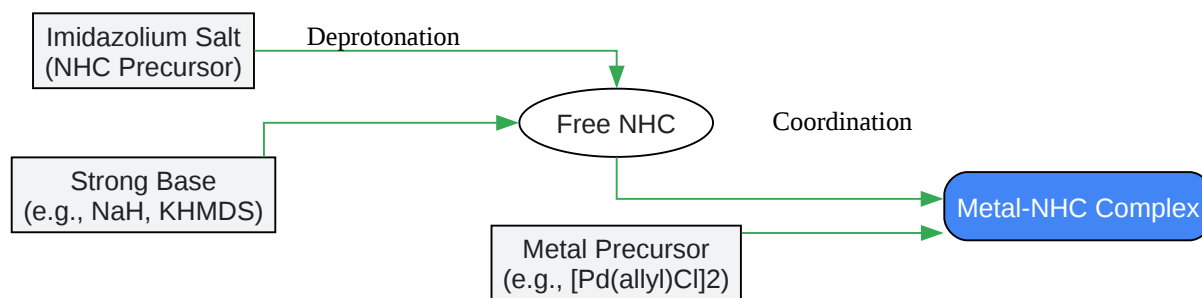 Imidazolium Salt
(NHC Precursor)
Deprotonation
Free NHC
Coordination
Strong Base
(e.g., NaH, KHMDS)
Metal-NHC Complex
Metal Precursor
(e.g., [Pd(allyl)Cl]2)